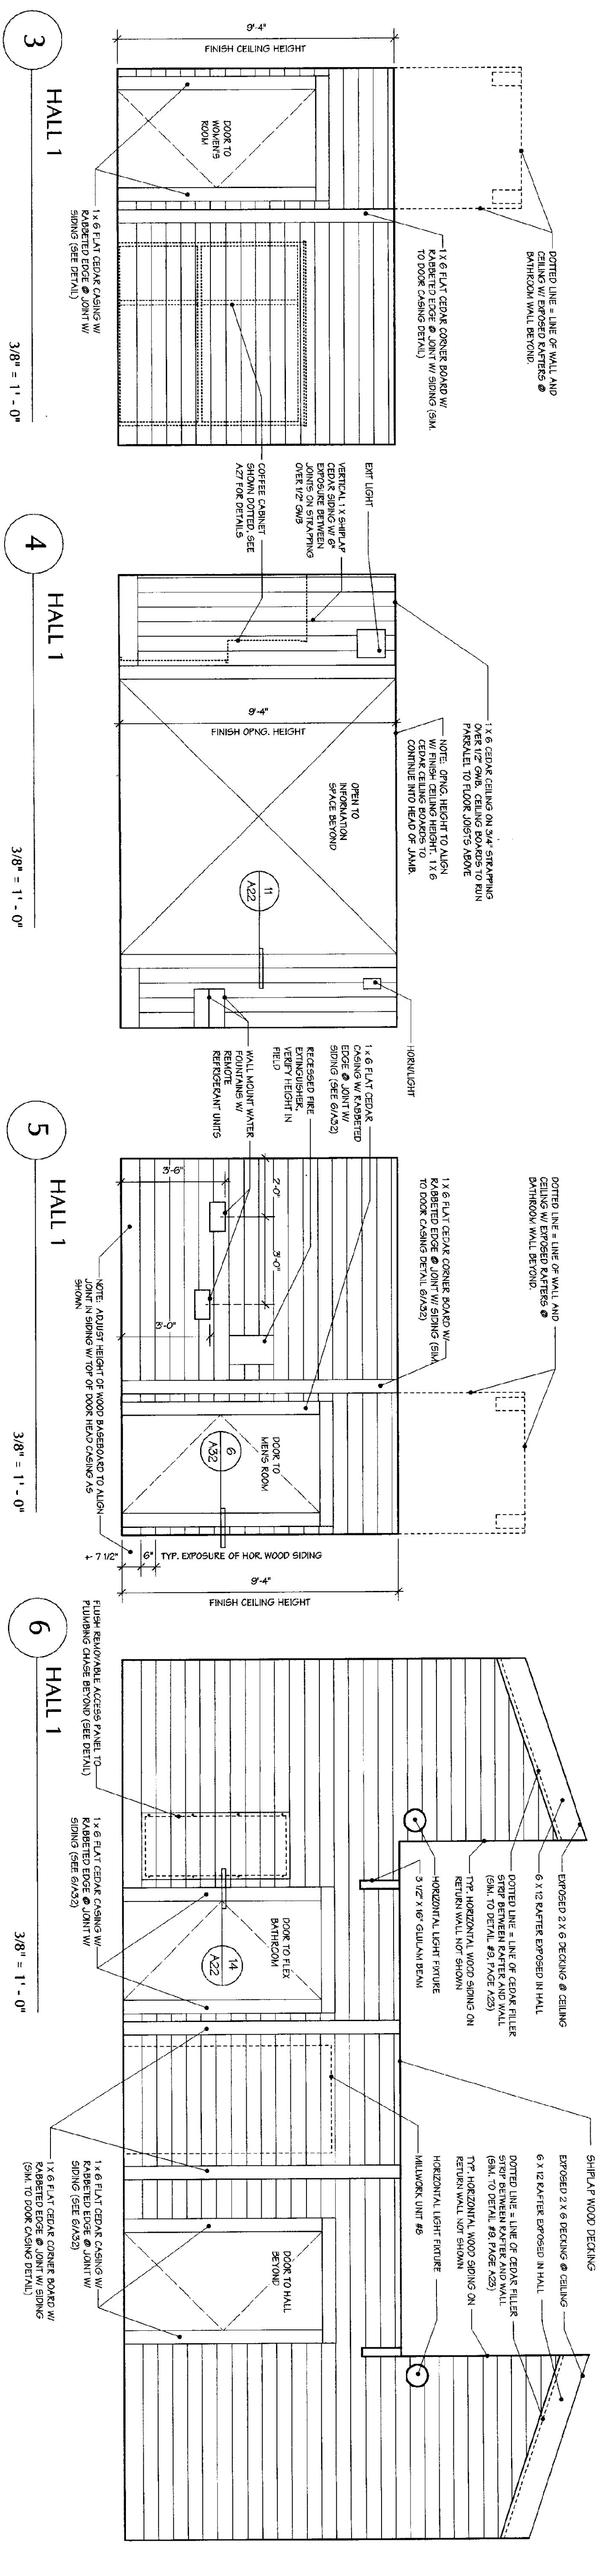 9'-4"
FINISH CEILING HEIGHT
DOOR TO
WOMEN'S
ROOM
1 x 6 FLAT CEDAR CASING W/
RABBETED EDGE @ JOINT W/
SIDING (SEE DETAIL)
1 X 6 FLAT CEDAR CORNER BOARD W/
RABBETED EDGE @ JOINT W/ SIDING (SIM.
TO DOOR CASING DETAIL)
DOTTED LINE = LINE OF WALL AND
CEILING W/ EXPOSED RAFTERS @
BATHROOM WALL BEYOND.
3
HALL 1
3/8" = 1' - 0"
EXIT LIGHT
VERTICAL 1 X SHIPLAP
CEDAR SIDING W/ 6"
EXPOSURE BETWEEN
JOINTS ON STRAPPING
OVER 1/2" GWB
COFFEE CABINET
SHOWN DOTTED, SEE
A27 FOR DETAILS
1 X 6 CEDAR CEILING ON 3/4" STRAPPING
OVER 1/2" GWB. CEILING BOARDS TO RUN
PARRALEL TO FLOOR JOISTS ABOVE
NOTE: OPNG. HEIGHT TO ALIGN
W/ FINISH CEILING HEIGHT. 1 X 6
CEDAR CEILING BOARDS TO
CONTINUE INTO HEAD OF JAMB.
9'-4"
FINISH OPNG. HEIGHT
OPEN TO
INFORMATION
SPACE BEYOND
11
A22
4
HALL 1
3/8" = 1' - 0"
HORN/LIGHT
1 x 6 FLAT CEDAR
CASING W/ RABBETED
EDGE @ JOINT W/
SIDING (SEE 6/A32)
RECESSED FIRE
EXTINGUISHER,
VERIFY HEIGHT IN
FIELD
WALL MOUNT WATER
FOUNTAINS W/
REMOTE
REFRIGERANT UNITS
DOTTED LINE = LINE OF WALL AND
CEILING W/ EXPOSED RAFTERS @
BATHROOM WALL BEYOND.
1 X 6 FLAT CEDAR CORNER BOARD W/
RABBETED EDGE @ JOINT W/ SIDING (SIM.
TO DOOR CASING DETAIL 6/A32)
3'-6"
2'-0"
3'-0"
3'-0"
DOOR TO
MEN'S ROOM
6
A32
NOTE: ADJUST HEIGHT OF WOOD BASEBOARD TO ALIGN
JOINT IN SIDING W/ TOP OF DOOR HEAD CASING AS
SHOWN
+- 7 1/2"
6"
TYP. EXPOSURE OF HOR. WOOD SIDING
9'-4"
FINISH CEILING HEIGHT
5
HALL 1
3/8" = 1' - 0"
FLUSH REMOVABLE ACCESS PANEL TO
PLUMBING CHASE BEYOND (SEE DETAIL)
1 x 6 FLAT CEDAR CASING W/
RABBETED EDGE @ JOINT W/
SIDING (SEE 6/A32)
EXPOSED 2 X 6 DECKING @ CEILING
6 X 12 RAFTER EXPOSED IN HALL
DOTTED LINE = LINE OF CEDAR FILLER
STRIP BETWEEN RAFTER AND WALL
(SIM. TO DETAIL #9, PAGE A23)
TYP. HORIZONTAL WOOD SIDING ON
RETURN WALL NOT SHOWN
HORIZONTAL LIGHT FIXTURE
3 1/2" X 16" GLULAM BEAM
DOOR TO FLEX
BATHROOM
14
A22
SHIPLAP WOOD DECKING
EXPOSED 2 X 6 DECKING @ CEILING
6 X 12 RAFTER EXPOSED IN HALL
DOTTED LINE = LINE OF CEDAR FILLER
STRIP BETWEEN RAFTER AND WALL
(SIM. TO DETAIL #9, PAGE A23)
TYP. HORIZONTAL WOOD SIDING ON
RETURN WALL NOT SHOWN
HORIZONTAL LIGHT FIXTURE
MILLWORK UNIT #8
DOOR TO HALL
BEYOND
1 x 6 FLAT CEDAR CASING W/
RABBETED EDGE @ JOINT W/
SIDING (SEE 6/A32)
1 X 6 FLAT CEDAR CORNER BOARD W/
RABBETED EDGE @ JOINT W/ SIDING
(SIM. TO DOOR CASING DETAIL)
6
HALL 1
3/8" = 1' - 0"